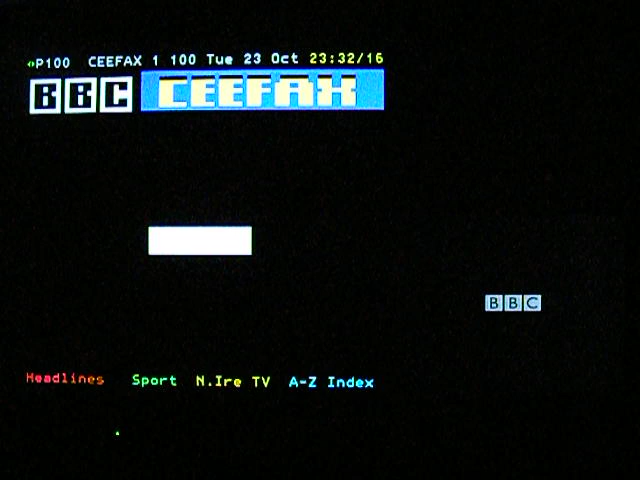 P100 CEEFAX 1 100 Tue 23 Oct 23:32/16
BBC CEEFAX
BBC
Headlines Sport N.Ire TV A-Z Index